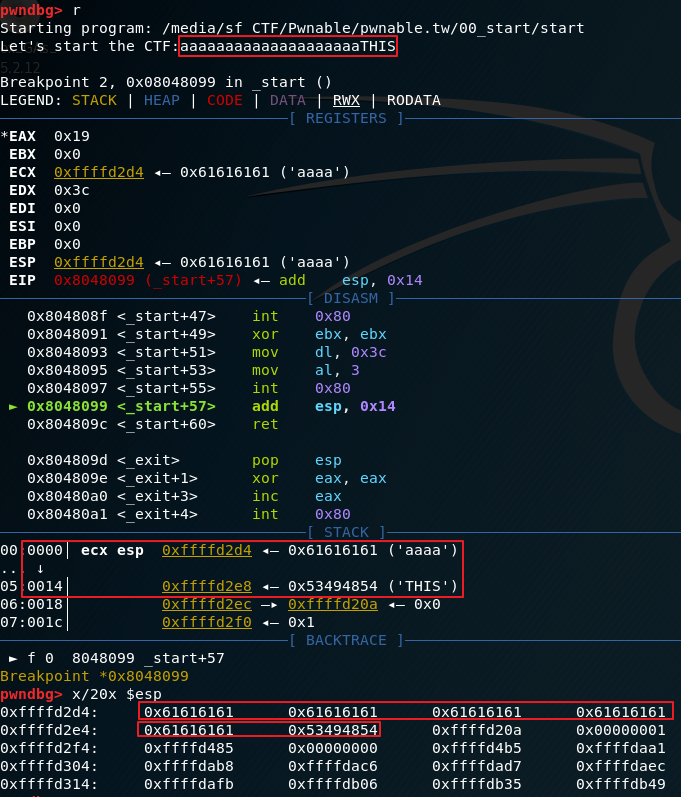 pwndbg> r
Starting program: /media/sf_CTF/Pwnable/pwnable.tw/00_start/start
Let's start the CTF:aaaaaaaaaaaaaaaaaaaaTHIS
5.2.12
Breakpoint 2, 0x08048099 in _start ()
LEGEND: STACK | HEAP | CODE | DATA | RWX | RODATA
[ REGISTERS ]
*EAX  0x19
EBX  0x0
ECX  0xffffd2d4 ◂— 0x61616161 ('aaaa')
EDX  0x3c
EDI  0x0
ESI  0x0
EBP  0x0
ESP  0xffffd2d4 ◂— 0x61616161 ('aaaa')
EIP  0x8048099 (_start+57) ◂— add    esp, 0x14
[ DISASM ]
0x804808f <_start+47>    int    0x80
0x8048091 <_start+49>    xor    ebx, ebx
0x8048093 <_start+51>    mov    dl, 0x3c
0x8048095 <_start+53>    mov    al, 3
0x8048097 <_start+55>    int    0x80
► 0x8048099 <_start+57>    add    esp, 0x14
0x804809c <_start+60>    ret
0x804809d <_exit>        pop    esp
0x804809e <_exit+1>      xor    eax, eax
0x80480a0 <_exit+3>      inc    eax
0x80480a1 <_exit+4>      int    0x80
[ STACK ]
00:0000│ ecx esp  0xffffd2d4 ◂— 0x61616161 ('aaaa')
... ↓
05:0014│          0xffffd2e8 ◂— 0x53494854 ('THIS')
06:0018│          0xffffd2ec —▸ 0xffffd20a ◂— 0x0
07:001c│          0xffffd2f0 ◂— 0x1
[ BACKTRACE ]
► f 0  8048099 _start+57
Breakpoint *0x8048099
pwndbg> x/20x $esp
0xffffd2d4:     0x61616161      0x61616161      0x61616161      0x61616161
0xffffd2e4:     0x61616161      0x53494854      0xffffd20a      0x00000001
0xffffd2f4:     0xffffd485      0x00000000      0xffffd4b5      0xffffdaa1
0xffffd304:     0xffffdab8      0xffffdac6      0xffffdad7      0xffffdaec
0xffffd314:     0xffffdafb      0xffffdb06      0xffffdb35      0xffffdb49